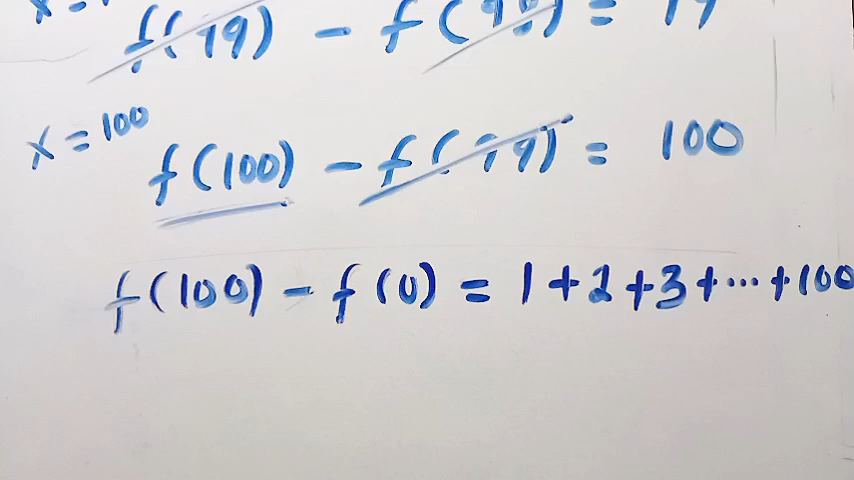 x =
f(99) - f(98) = 99
x = 100
f(100) - f(99) = 100
f(100) - f(0) = 1 + 2 + 3 + ... + 100